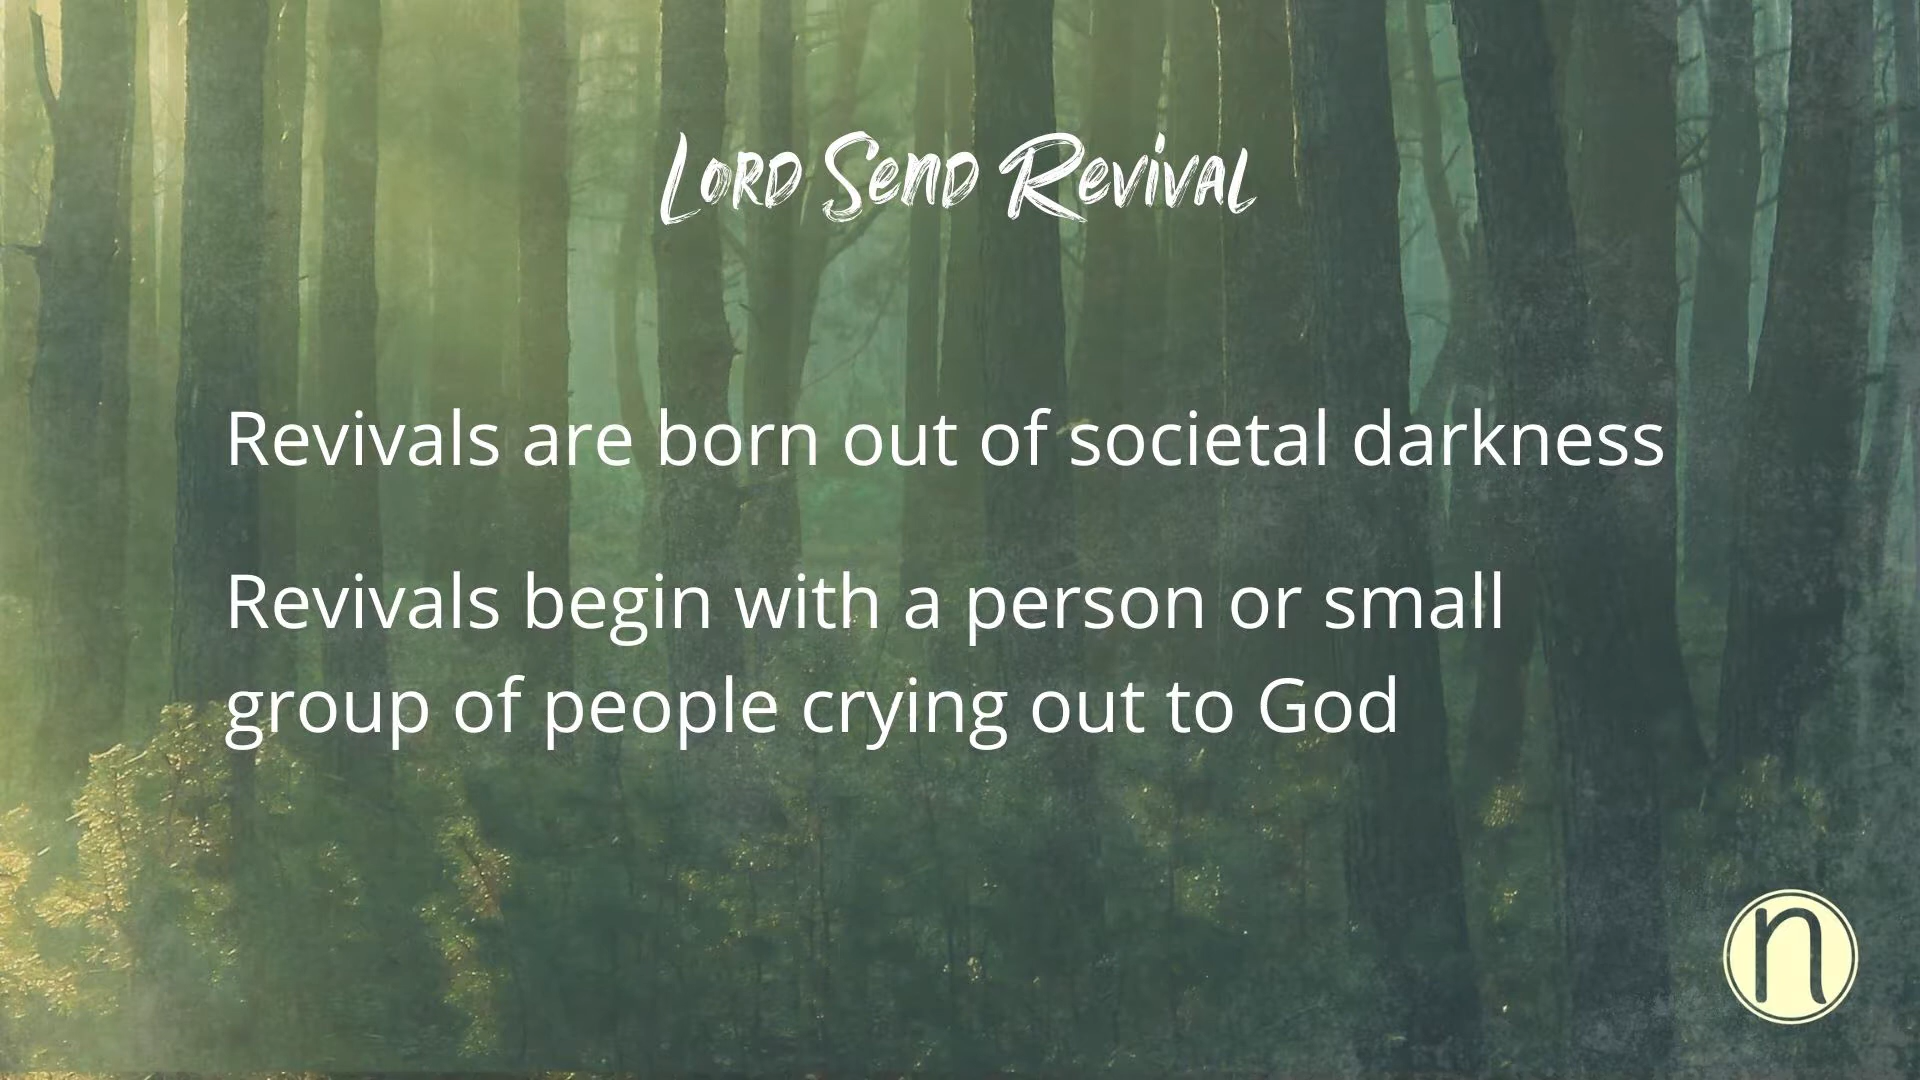 Lord Send Revival
Revivals are born out of societal darkness
Revivals begin with a person or small
group of people crying out to God
n